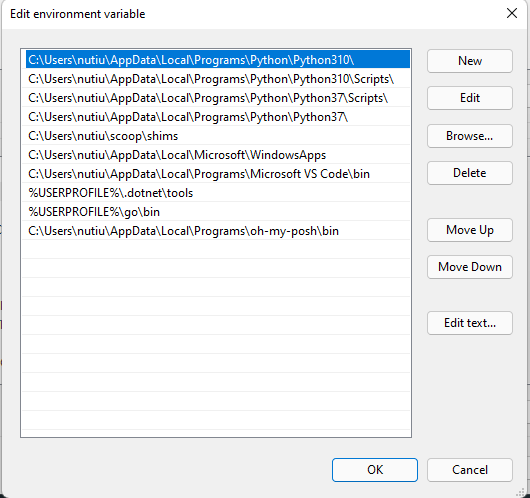 Edit environment variable
C:\Users\nutiu\AppData\Local\Programs\Python\Python310\
C:\Users\nutiu\AppData\Local\Programs\Python\Python310\Scripts\
C:\Users\nutiu\AppData\Local\Programs\Python\Python37\Scripts\
C:\Users\nutiu\AppData\Local\Programs\Python\Python37\
C:\Users\nutiu\scoop\shims
C:\Users\nutiu\AppData\Local\Microsoft\WindowsApps
C:\Users\nutiu\AppData\Local\Programs\Microsoft VS Code\bin
%USERPROFILE%\.dotnet\tools
%USERPROFILE%\go\bin
C:\Users\nutiu\AppData\Local\Programs\oh-my-posh\bin
New
Edit
Browse...
Delete
Move Up
Move Down
Edit text...
OK
Cancel